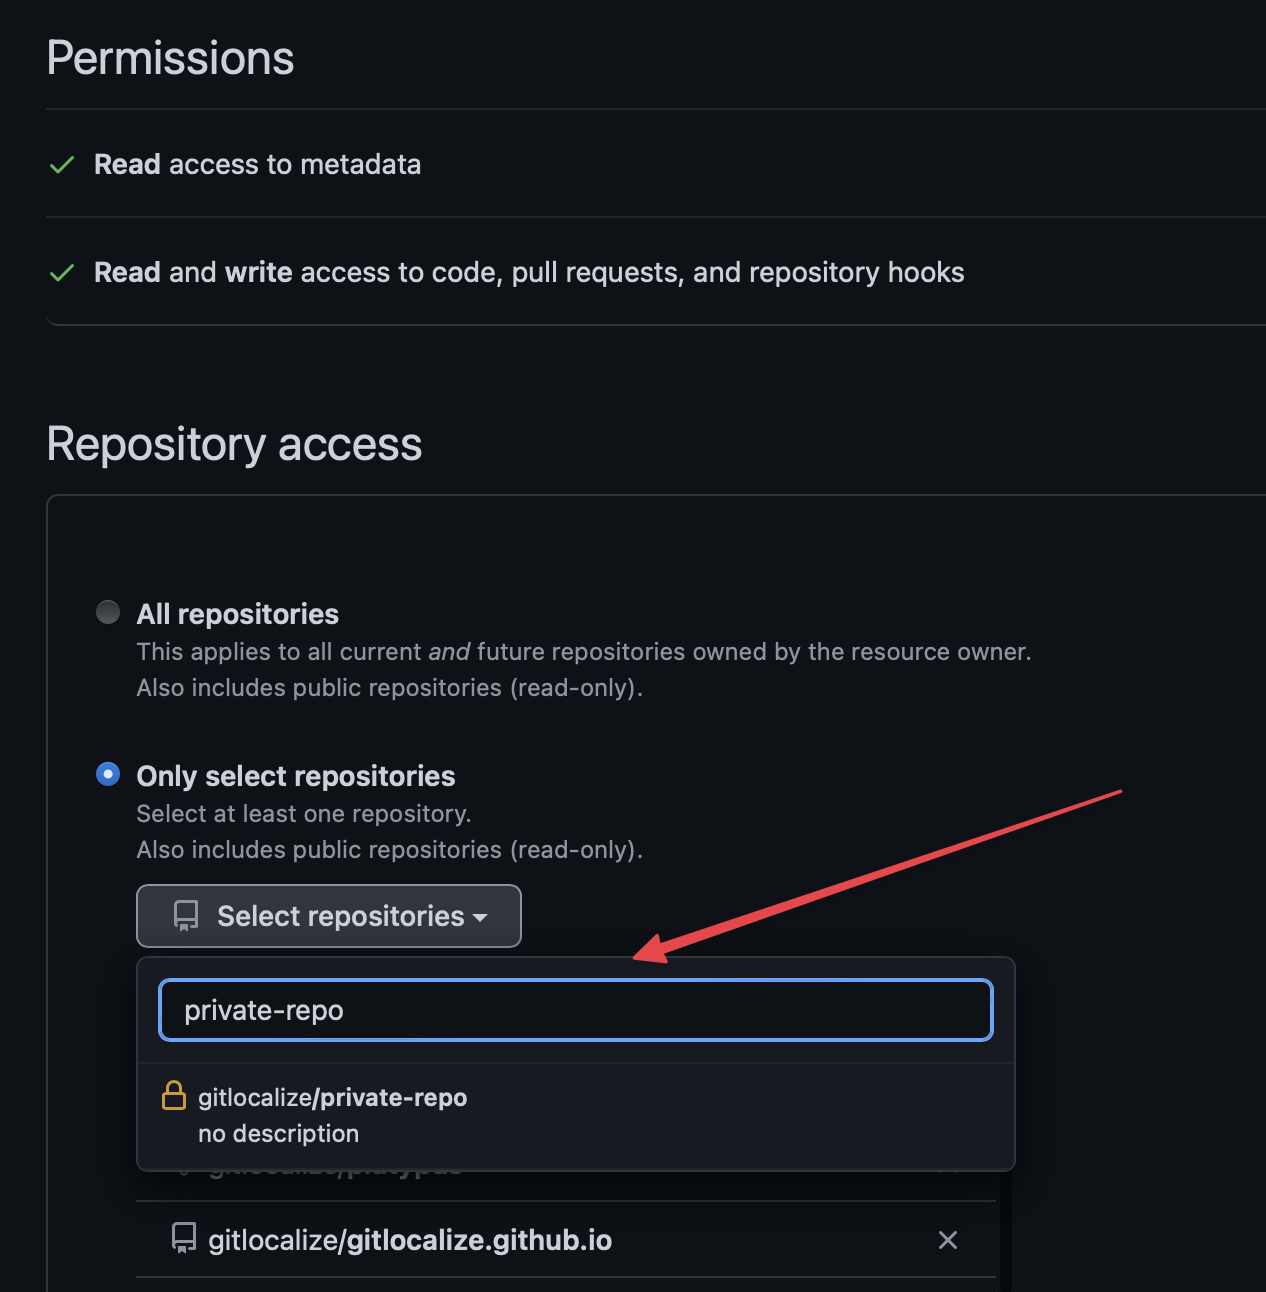 Permissions
Read access to metadata
Read and write access to code, pull requests, and repository hooks
Repository access
All repositories
This applies to all current and future repositories owned by the resource owner.
Also includes public repositories (read-only).
Only select repositories
Select at least one repository.
Also includes public repositories (read-only).
Select repositories
private-repo
gitlocalize/private-repo
no description
gitlocalize/platypus
gitlocalize/gitlocalize.github.io